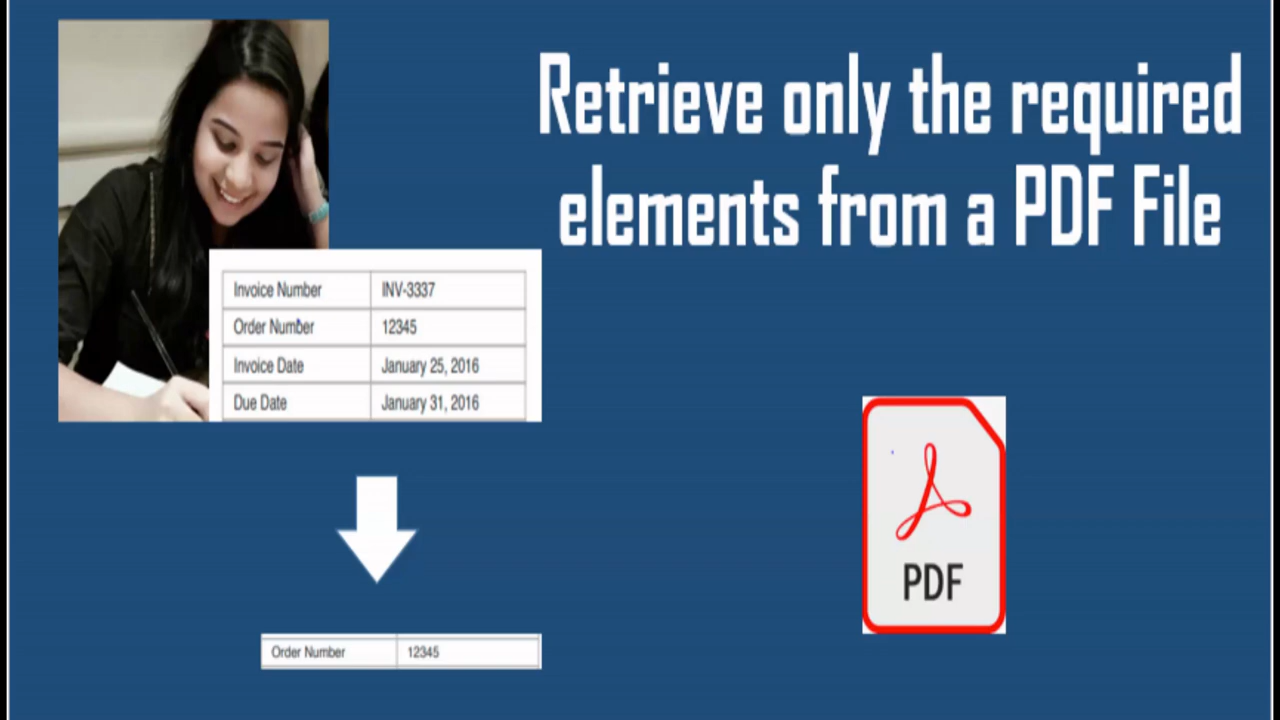 Retrieve only the required
elements from a PDF File
Invoice Number INV-3337
Order Number 12345
Invoice Date January 25, 2016
Due Date January 31, 2016
PDF
Order Number 12345